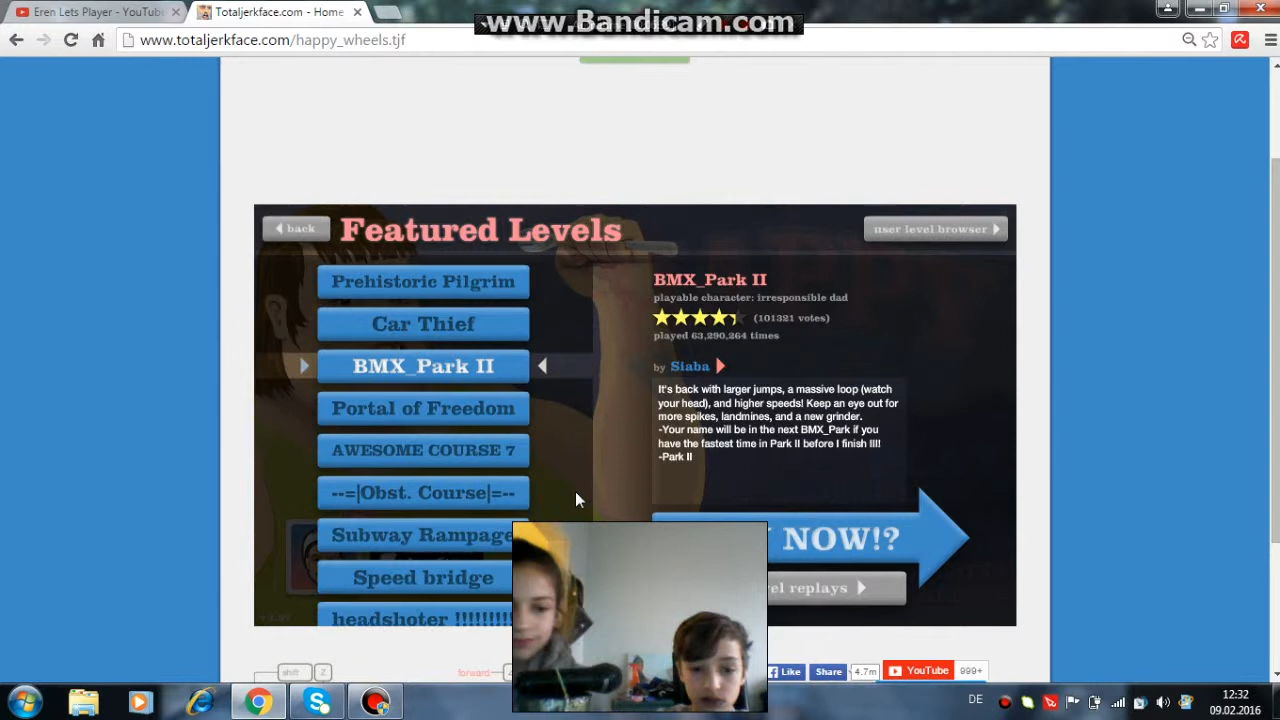 www.Bandicam.com
Eren Lets Player - YouTube
Totaljerkface.com - Home
www.totaljerkface.com/happy_wheels.tjf
back
Featured Levels
user level browser
Prehistoric Pilgrim
Car Thief
BMX_Park II
Portal of Freedom
AWESOME COURSE 7
--=|Obst. Course|=--
Subway Rampage
Speed bridge
headshoter !!!!!!!!!
BMX_Park II
playable character: irresponsible dad
(101321 votes)
played 63,290,264 times
by Siaba
It's back with larger jumps, a massive loop (watch
your head), and higher speeds! Keep an eye out for
more spikes, landmines, and a new grinder.
-Your name will be in the next BMX_Park if you
have the fastest time in Park II before I finish III!
-Park II
NOW!?
replays
shift
Z
forward
Like
Share
4.7m
YouTube
999+
DE
12:32
09.02.2016